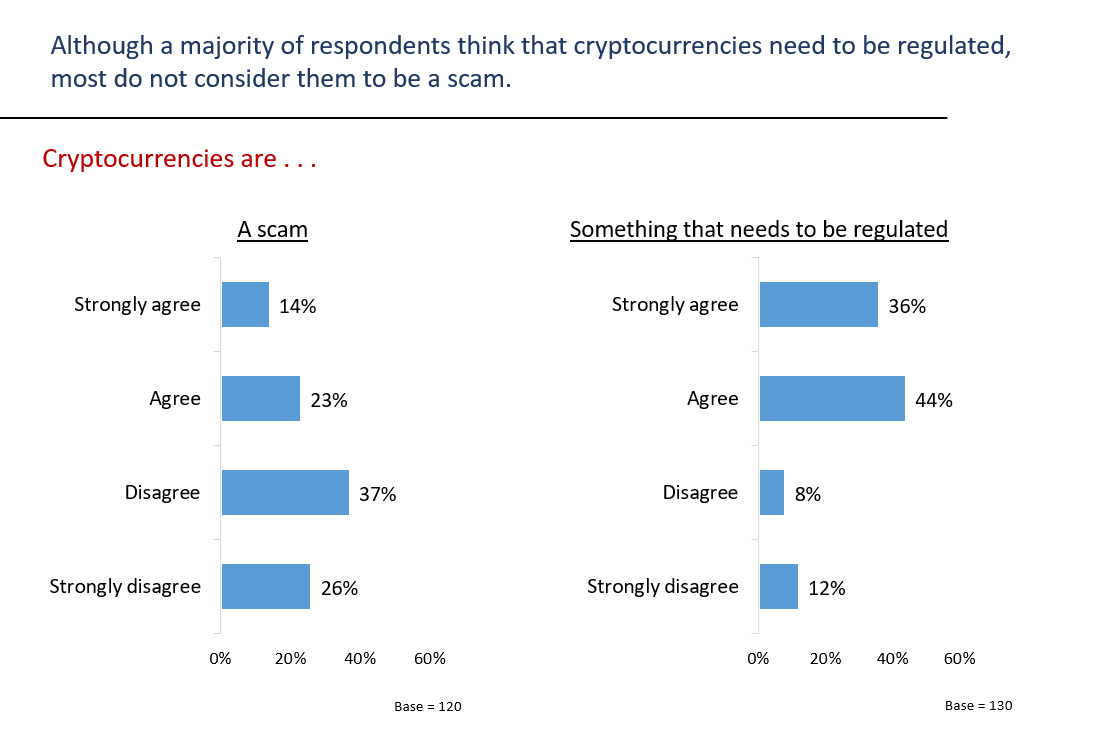 Although a majority of respondents think that cryptocurrencies need to be regulated,
most do not consider them to be a scam.
Cryptocurrencies are . . .
A scam
Strongly agree
14%
Agree
23%
Disagree
37%
Strongly disagree
26%
0% 20% 40% 60%
Base = 120
Something that needs to be regulated
Strongly agree
36%
Agree
44%
Disagree
8%
Strongly disagree
12%
0% 20% 40% 60%
Base = 130